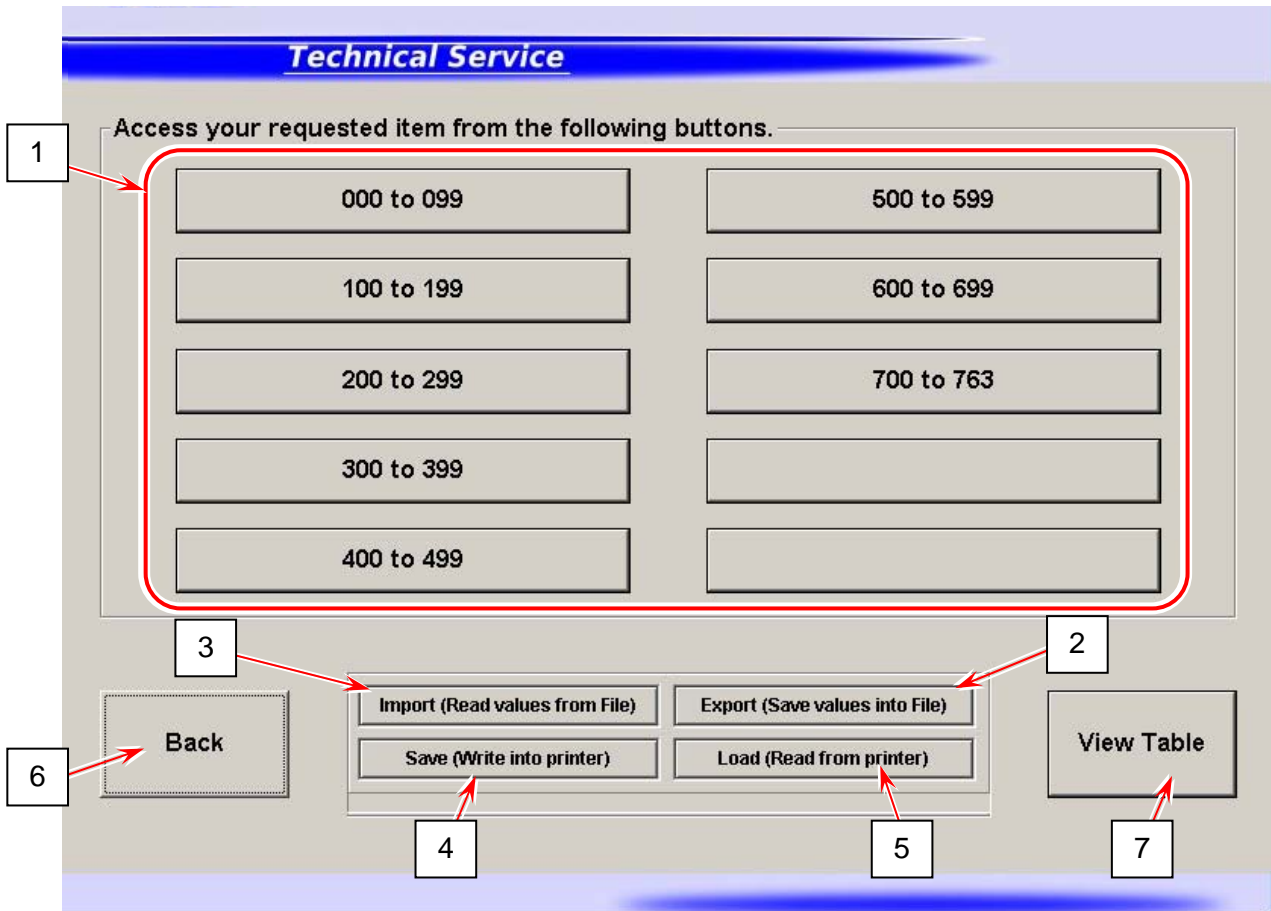 Technical Service
Access your requested item from the following buttons.
1
000 to 099
500 to 599
100 to 199
600 to 699
200 to 299
700 to 763
300 to 399
400 to 499
3
2
Import (Read values from File)
Export (Save values into File)
Back
Save (Write into printer)
Load (Read from printer)
View Table
6
4
5
7